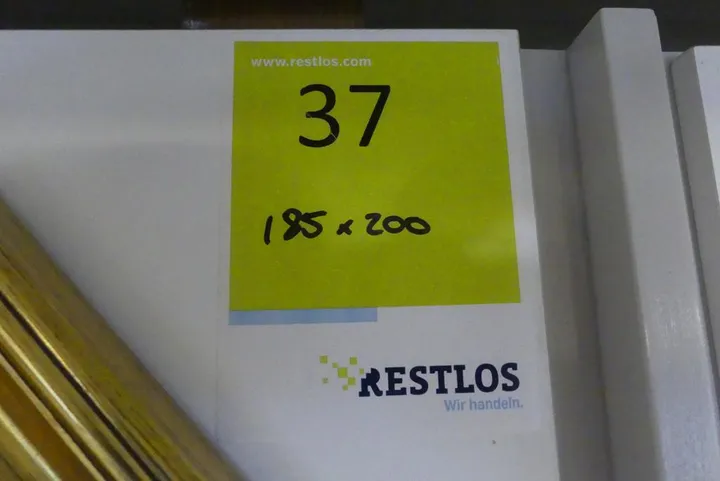 www.restlos.com
37
185 x 200
RESTLOS
Wir handeln.